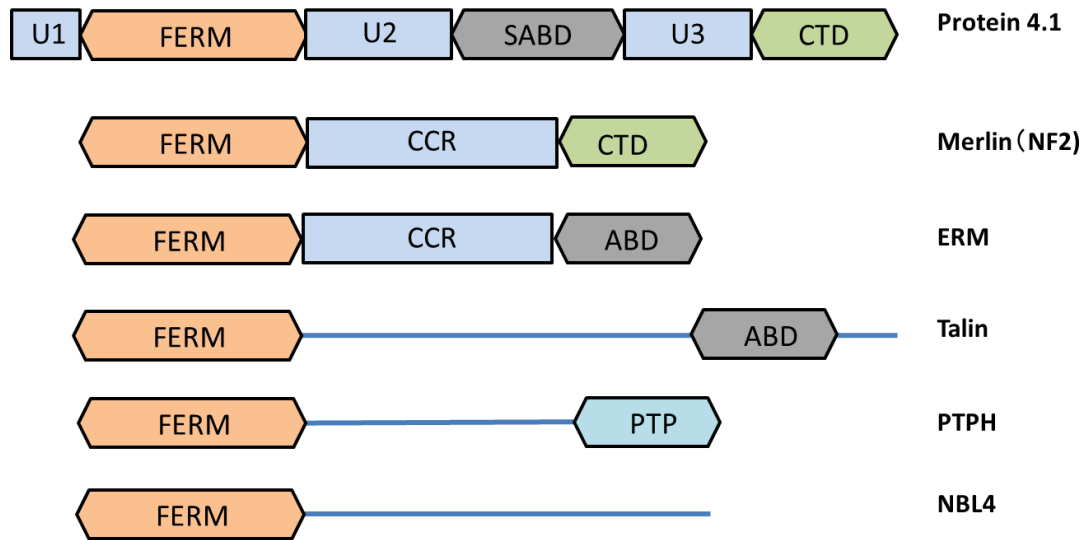 U1 FERM U2 SABD U3 CTD Protein 4.1
FERM CCR CTD Merlin（NF2)
FERM CCR ABD ERM
FERM ABD Talin
FERM PTP PTPH
FERM NBL4